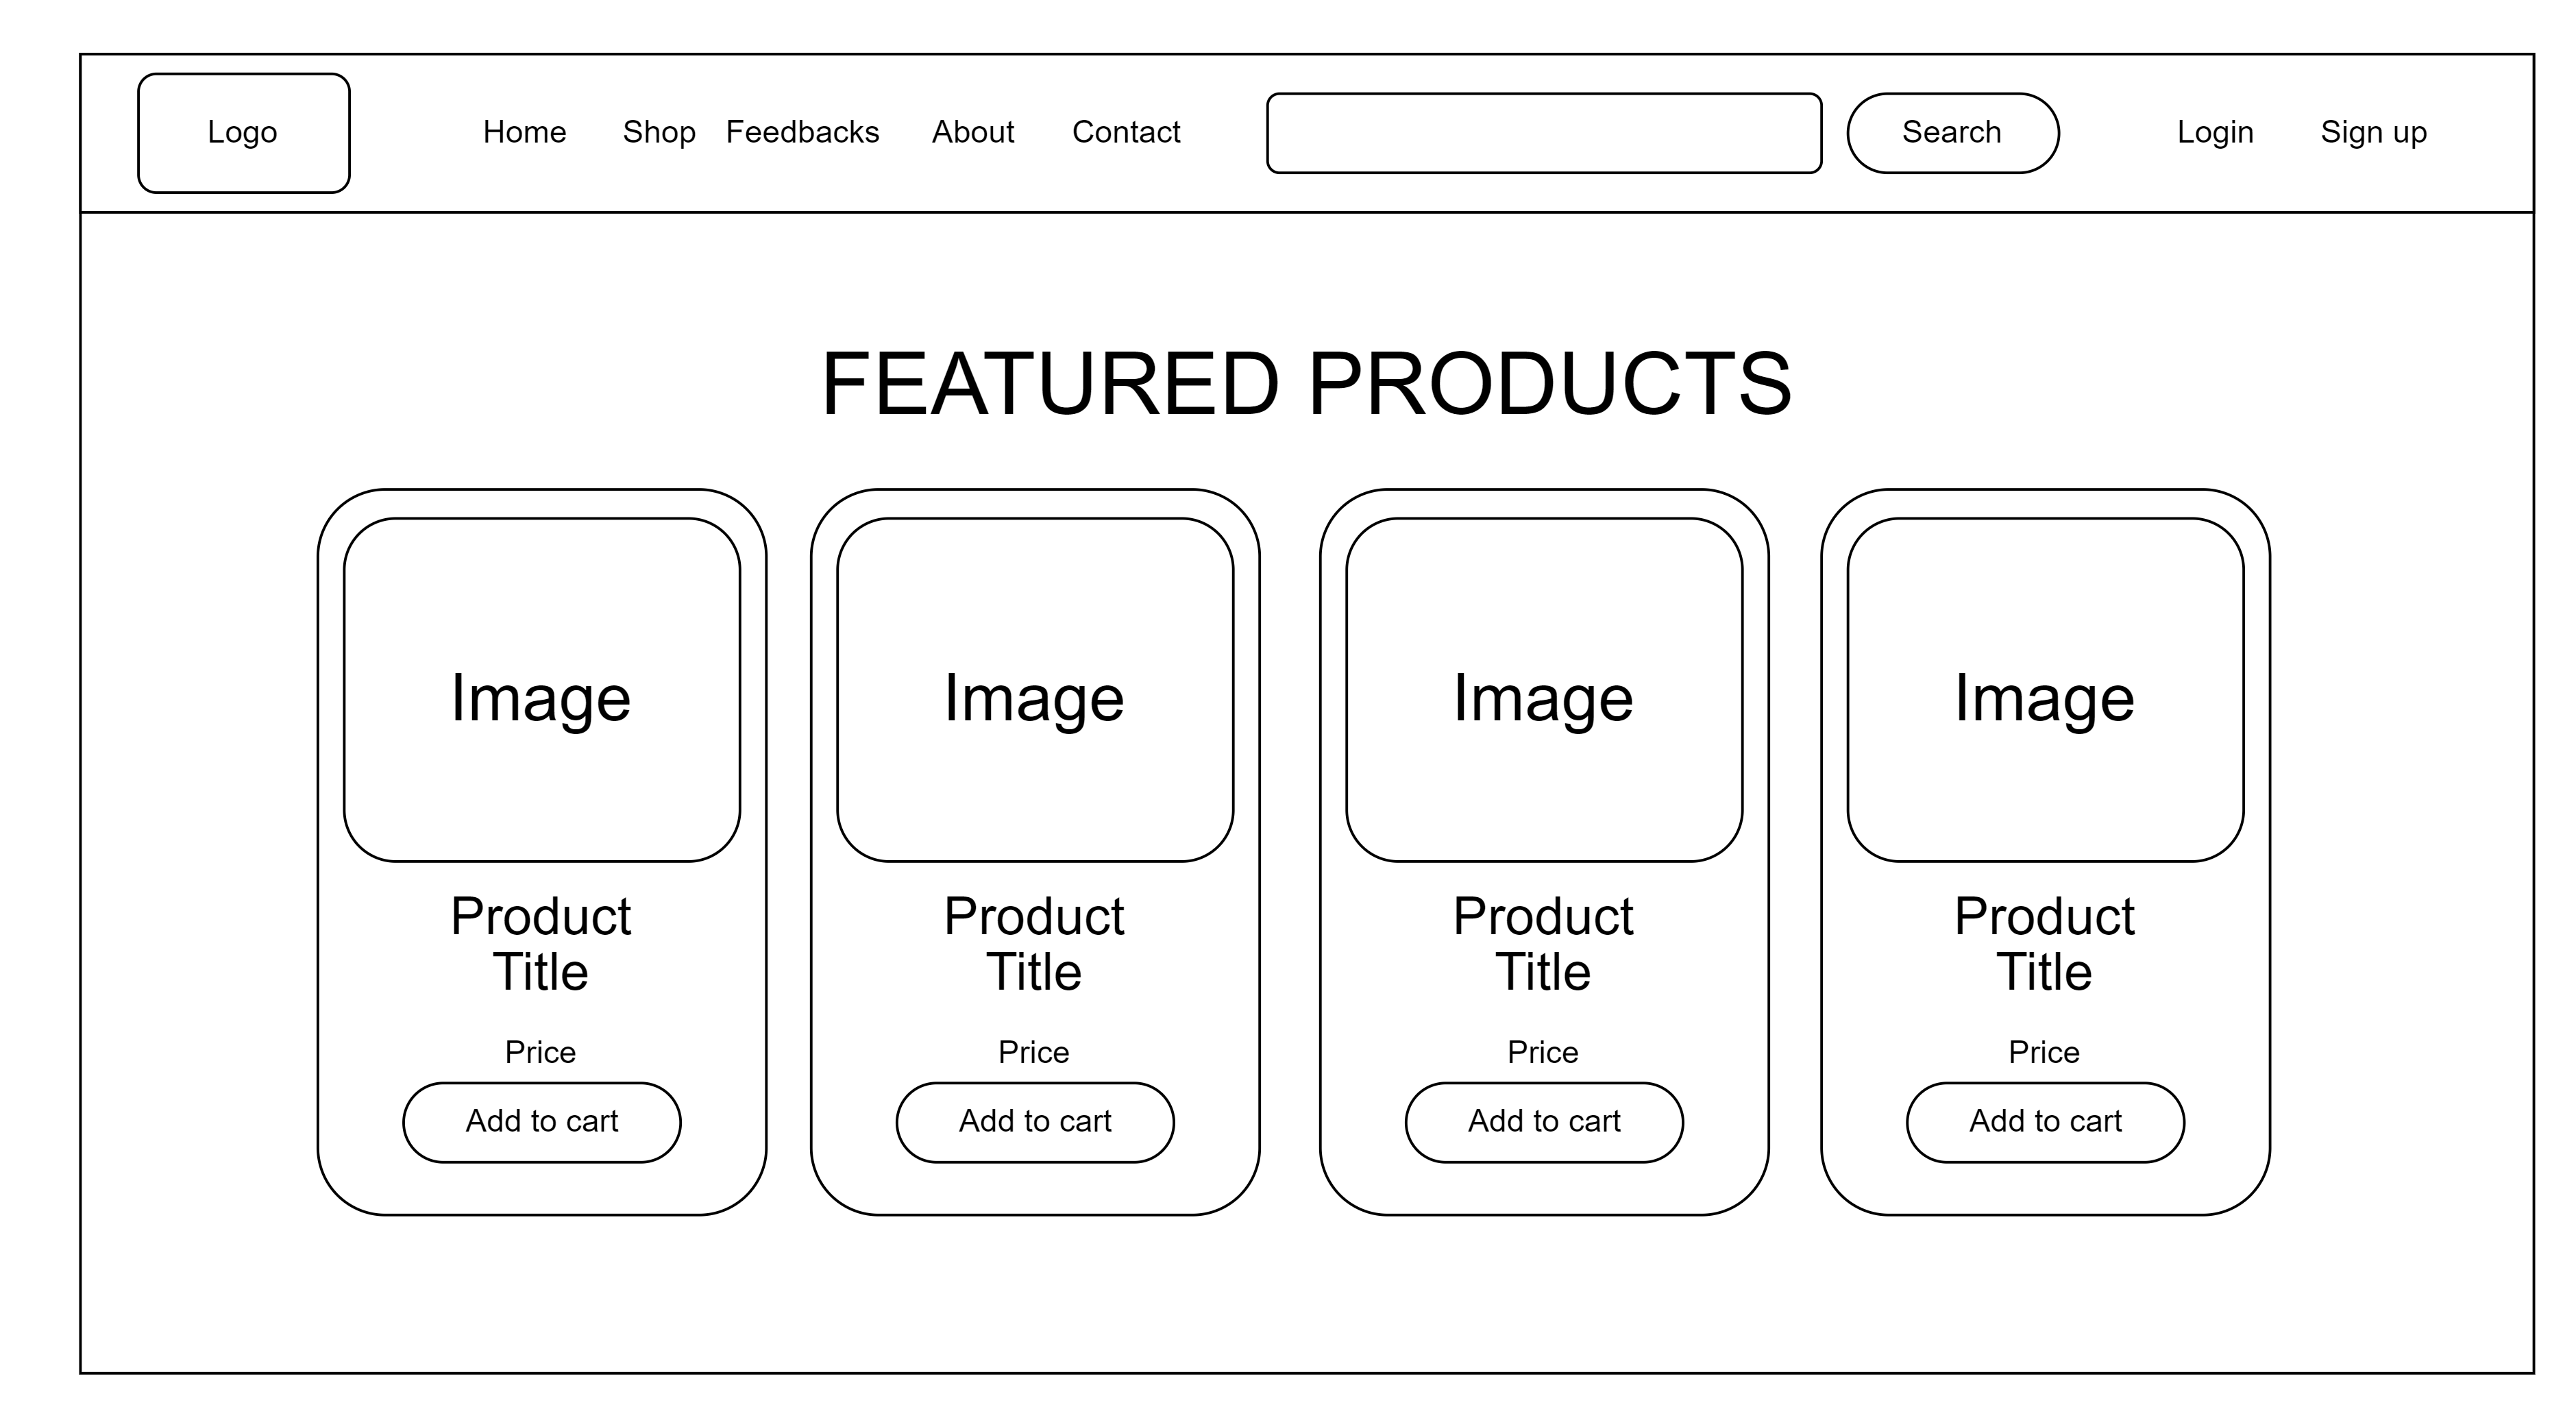 Logo Home Shop Feedbacks About Contact Search Login Sign up
FEATURED PRODUCTS
Image Image Image Image
Product Product Product Product
Title Title Title Title
Price Price Price Price
Add to cart Add to cart Add to cart Add to cart